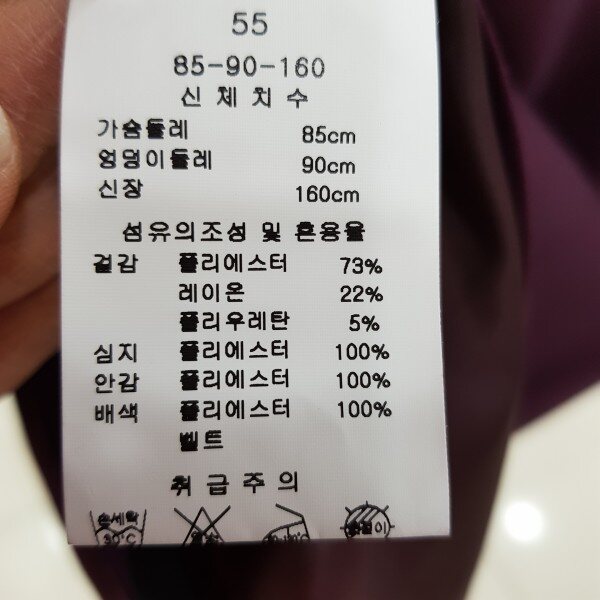 55
85-90-160
신체치수
가슴둘레 85cm
엉덩이둘레 90cm
신장 160cm
섬유의조성 및 혼용율
겉감 폴리에스터 73%
레이온 22%
폴리우레탄 5%
심지 폴리에스터 100%
안감 폴리에스터 100%
배색 폴리에스터 100%
벨트
취급주의
손세탁
30°C